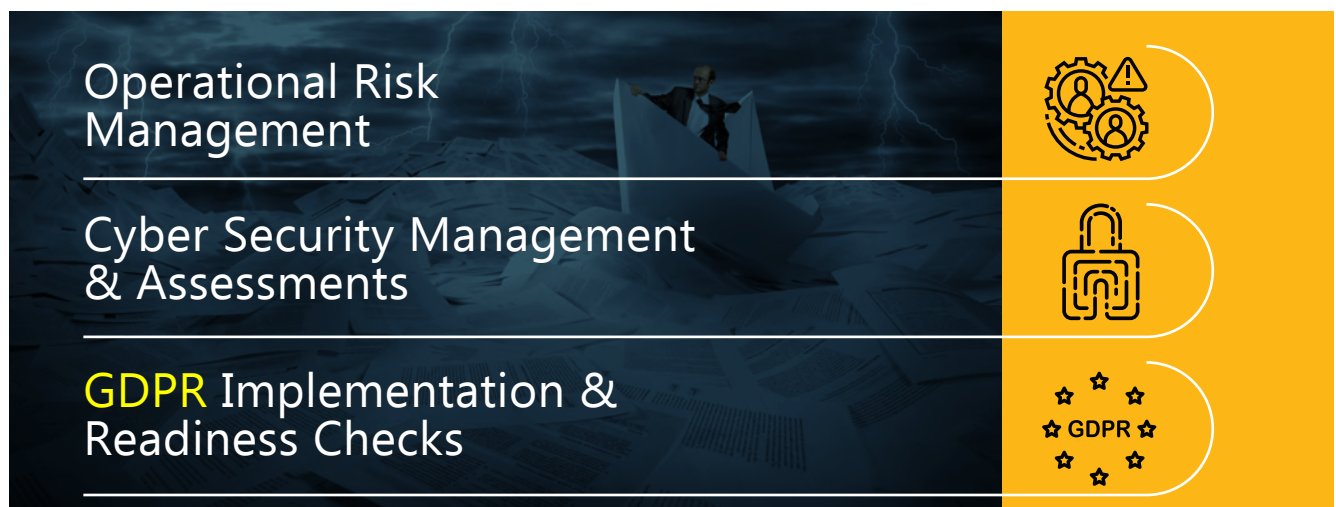 Operational Risk
Management
Cyber Security Management
& Assessments
GDPR Implementation &
Readiness Checks
GDPR